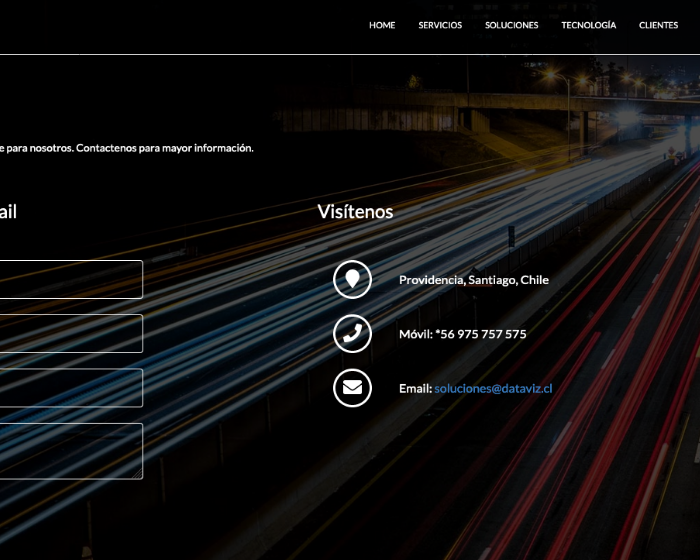 HOME SERVICIOS SOLUCIONES TECNOLOGÍA CLIENTES
para nosotros. Contactenos para mayor información.
Visítenos
Providencia, Santiago, Chile
Móvil: *56 975 757 575
Email: soluciones@dataviz.cl